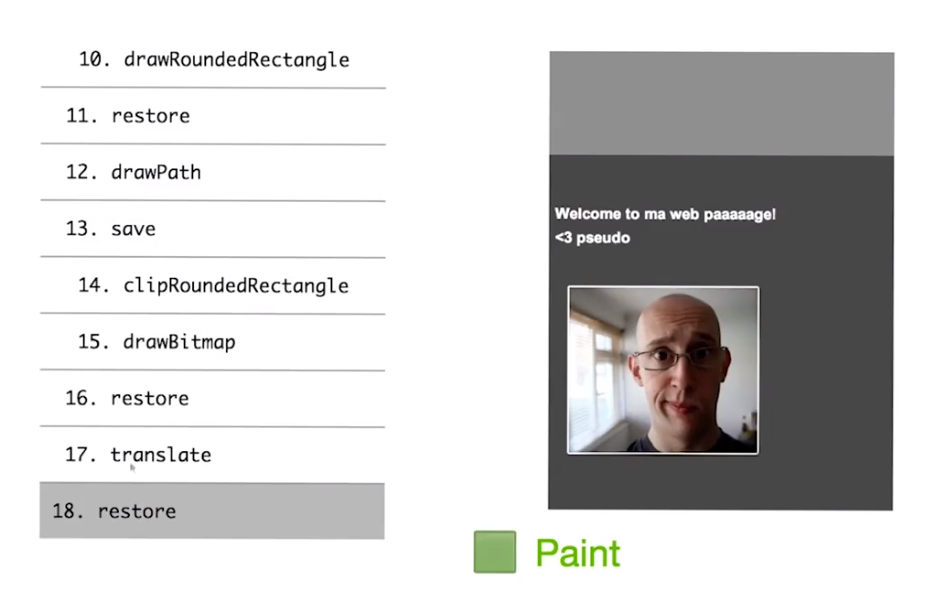 10. drawRoundedRectangle
11. restore
12. drawPath
13. save
14. clipRoundedRectangle
15. drawBitmap
16. restore
17. translate
18. restore
Welcome to ma web paaaaage!
<3 pseudo
Paint